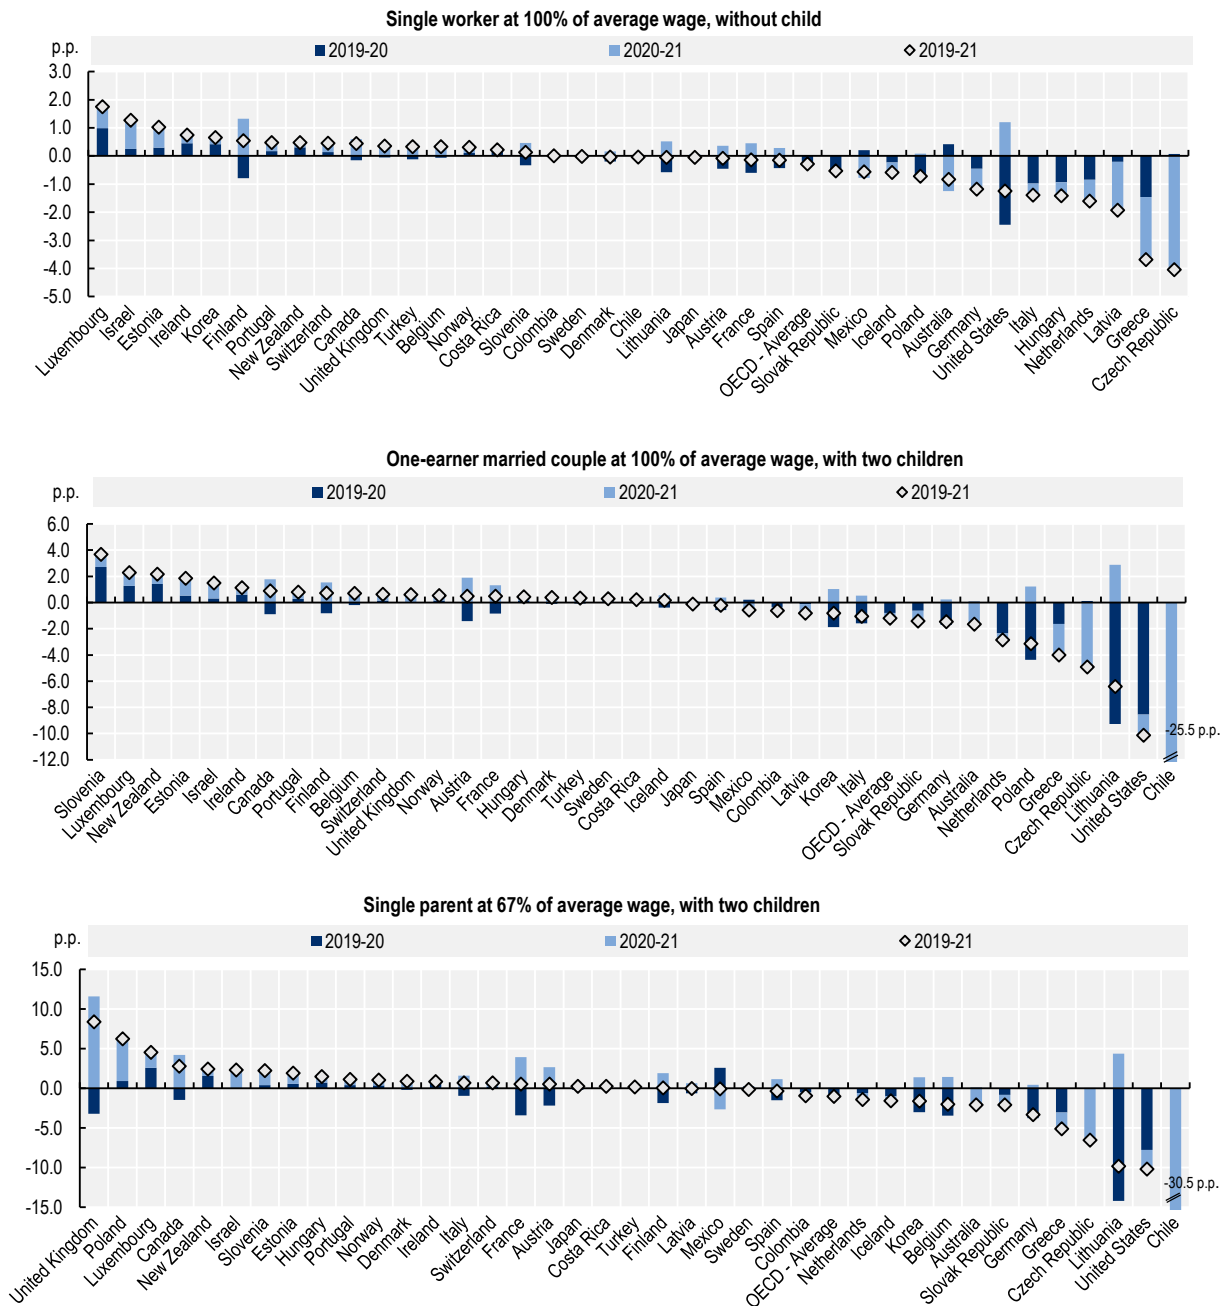 Single worker at 100% of average wage, without child
p.p.
2019-20 2020-21 2019-21
3.0
2.0
1.0
0.0
-1.0
-2.0
-3.0
-4.0
-5.0
Luxembourg
Israel
Estonia
Ireland
Korea
Finland
Portugal
New Zealand
Switzerland
Canada
United Kingdom
Turkey
Belgium
Norway
Costa Rica
Slovenia
Colombia
Sweden
Denmark
Chile
Lithuania
Japan
Austria
France
Spain
OECD - Average
Slovak Republic
Mexico
Iceland
Poland
Australia
Germany
United States
Italy
Hungary
Netherlands
Latvia
Greece
Czech Republic
One-earner married couple at 100% of average wage, with two children
p.p.
2019-20 2020-21 2019-21
6.0
4.0
2.0
0.0
-2.0
-4.0
-6.0
-8.0
-10.0
-12.0
-25.5 p.p.
Slovenia
Luxembourg
New Zealand
Estonia
Israel
Ireland
Canada
Portugal
Finland
Belgium
Switzerland
United Kingdom
Norway
Austria
France
Hungary
Denmark
Turkey
Sweden
Costa Rica
Iceland
Japan
Spain
Mexico
Colombia
Latvia
Korea
Italy
OECD - Average
Slovak Republic
Germany
Australia
Netherlands
Poland
Greece
Czech Republic
Lithuania
United States
Chile
Single parent at 67% of average wage, with two children
p.p.
2019-20 2020-21 2019-21
15.0
10.0
5.0
0.0
-5.0
-10.0
-15.0
-30.5 p.p.
United Kingdom
Poland
Luxembourg
Canada
New Zealand
Israel
Slovenia
Estonia
Hungary
Portugal
Norway
Denmark
Ireland
Italy
Switzerland
France
Austria
Japan
Costa Rica
Turkey
Finland
Latvia
Mexico
Sweden
Spain
Colombia
OECD - Average
Netherlands
Iceland
Korea
Belgium
Australia
Slovak Republic
Germany
Greece
Czech Republic
Lithuania
United States
Chile